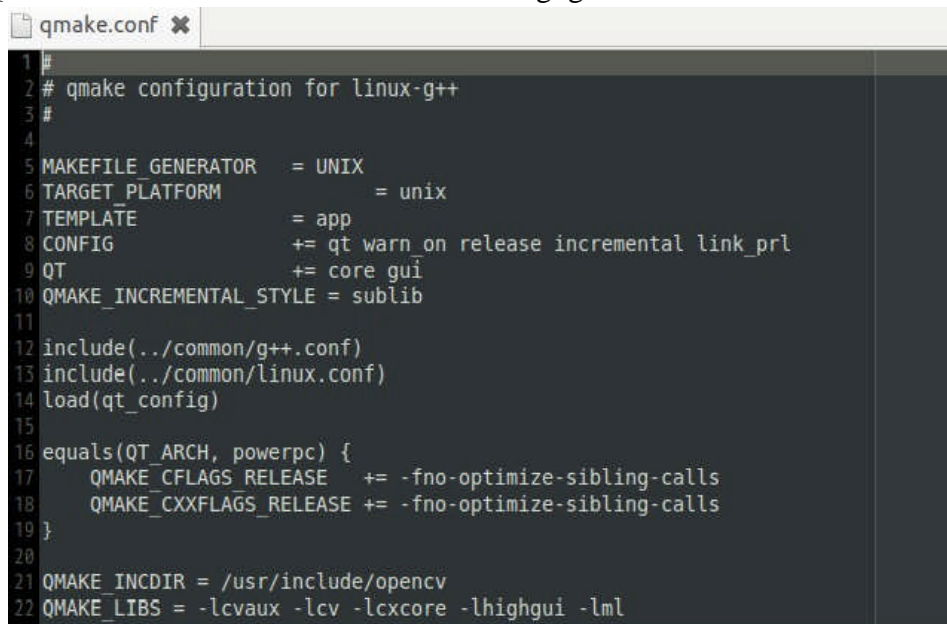 qmake.conf ✖
1 #
2 # qmake configuration for linux-g++
3 #
4
5 MAKEFILE_GENERATOR = UNIX
6 TARGET_PLATFORM = unix
7 TEMPLATE = app
8 CONFIG += qt warn_on release incremental link_prl
9 QT += core gui
10 QMAKE_INCREMENTAL_STYLE = sublib
11
12 include(../common/g++.conf)
13 include(../common/linux.conf)
14 load(qt_config)
15
16 equals(QT_ARCH, powerpc) {
17 QMAKE_CFLAGS_RELEASE += -fno-optimize-sibling-calls
18 QMAKE_CXXFLAGS_RELEASE += -fno-optimize-sibling-calls
19 }
20
21 QMAKE_INCDIR = /usr/include/opencv
22 QMAKE_LIBS = -lcvaux -lcv -lcxcore -lhighgui -lml